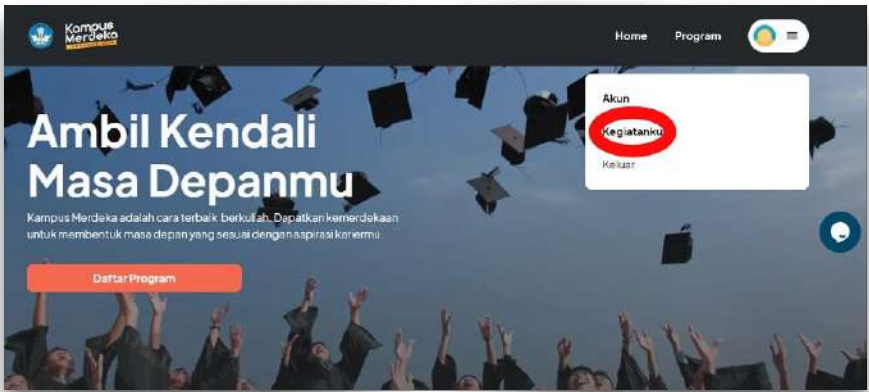 Kampus
Merdeka
Home
Program
Akun
Kegiatanku
Keluar
Ambil Kendali
Masa Depanmu
Kampus Merdeka adalah cara terbaik berkuliah. Dapatkan kemerdekaan
untuk membentuk masa depan yang sesuai dengan aspirasi kariermu.
Daftar Program